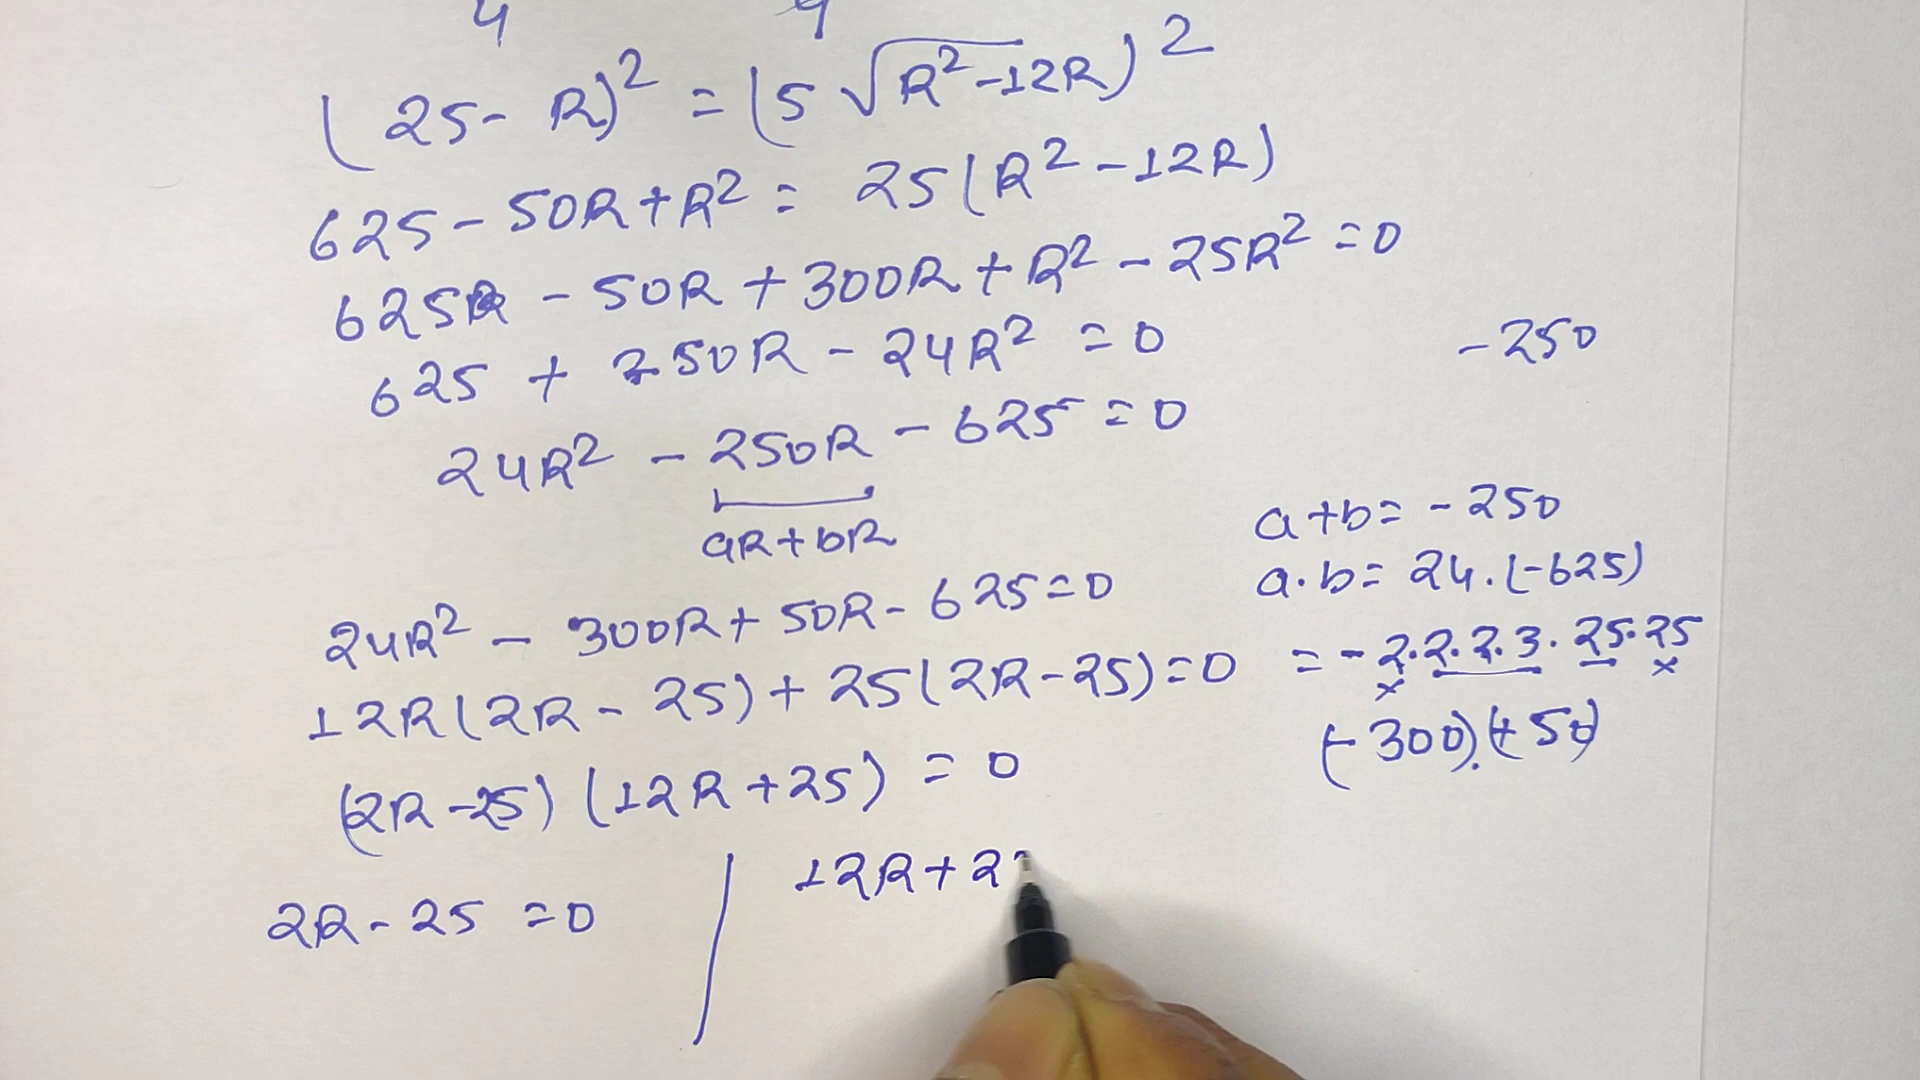 4 4
(25 - R)² = (5 √R²-12R)²
625 - 50R + R² = 25(R² - 12R)
625 - 50R + 300R + R² - 25R² = 0
625 + 250R - 24R² = 0
-250
24R² - 250R - 625 = 0
aR + bR
a + b = -250
a·b = 24·(-625)
24R² - 300R + 50R - 625 = 0
= -2·2·2·3·25·25
12R(2R - 25) + 25(2R - 25) = 0
(-300)·(+50)
(2R - 25)(12R + 25) = 0
2R - 25 = 0
12R + 2